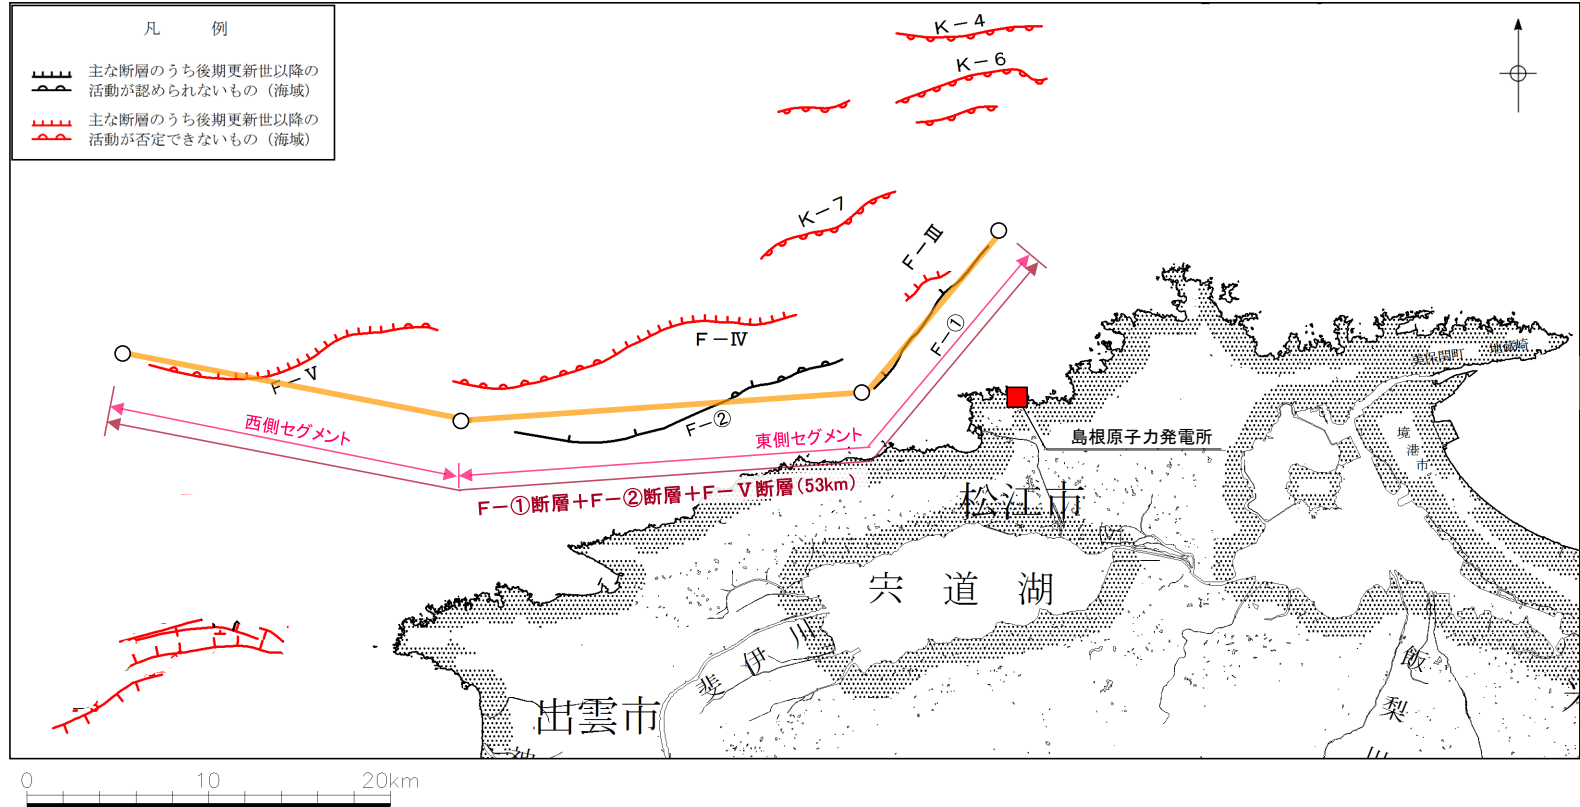 凡 例
主な断層のうち後期更新世以降の
活動が認められないもの（海域）
主な断層のうち後期更新世以降の
活動が否定できないもの（海域）
K－4
K－6
K－7
F－Ⅲ
F－①
F－Ⅳ
F－Ⅴ
F－②
西側セグメント
東側セグメント
F－①断層＋F－②断層＋F－Ⅴ断層(53km)
島根原子力発電所
美保関町
地蔵崎
境港市
松江市
宍道湖
斐伊川
出雲市
神
飯梨川
0 10 20km